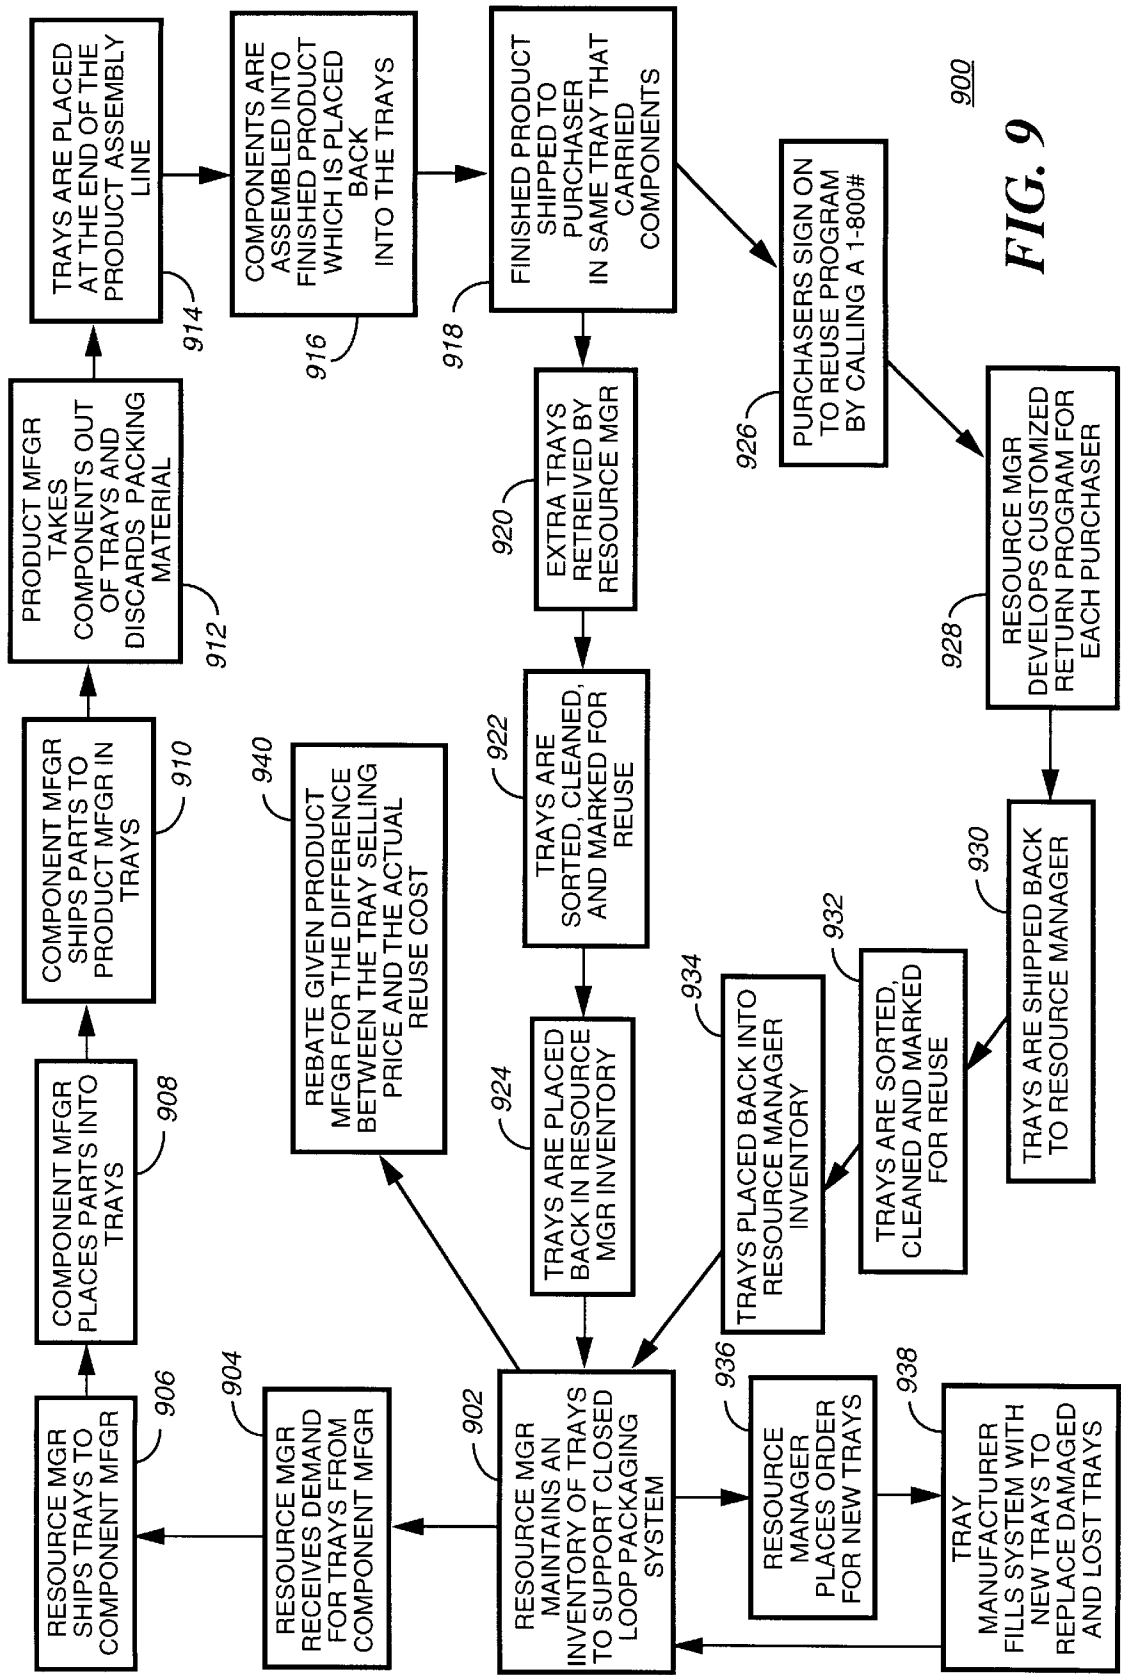 RESOURCE MGR
MAINTAINS AN
INVENTORY OF TRAYS
TO SUPPORT CLOSED
LOOP PACKAGING
SYSTEM
902
RESOURCE MGR
RECEIVES DEMAND
FOR TRAYS FROM
COMPONENT MFGR
904
RESOURCE MGR
SHIPS TRAYS TO
COMPONENT MFGR
906
COMPONENT MFGR
PLACES PARTS INTO
TRAYS
908
COMPONENT MFGR
SHIPS PARTS TO
PRODUCT MFGR IN
TRAYS
910
PRODUCT MFGR
TAKES
COMPONENTS OUT
OF TRAYS AND
DISCARDS PACKING
MATERIAL
912
TRAYS ARE PLACED
AT THE END OF THE
PRODUCT ASSEMBLY
LINE
914
COMPONENTS ARE
ASSEMBLED INTO
FINISHED PRODUCT
WHICH IS PLACED
BACK
INTO THE TRAYS
916
FINISHED PRODUCT
SHIPPED TO
PURCHASER
IN SAME TRAY THAT
CARRIED
COMPONENTS
918
EXTRA TRAYS
RETREIVED BY
RESOURCE MGR
920
TRAYS ARE
SORTED, CLEANED,
AND MARKED FOR
REUSE
922
TRAYS ARE PLACED
BACK IN RESOURCE
MGR INVENTORY
924
PURCHASERS SIGN ON
TO REUSE PROGRAM
BY CALLING A 1-800#
926
RESOURCE MGR
DEVELOPS CUSTOMIZED
RETURN PROGRAM FOR
EACH PURCHASER
928
TRAYS ARE SHIPPED BACK
TO RESOURCE MANAGER
930
TRAYS ARE SORTED,
CLEANED AND MARKED
FOR REUSE
932
TRAYS PLACED BACK INTO
RESOURCE MANAGER
INVENTORY
934
RESOURCE
MANAGER
PLACES ORDER
FOR NEW TRAYS
936
TRAY
MANUFACTURER
FILLS SYSTEM WITH
NEW TRAYS TO
REPLACE DAMAGED
AND LOST TRAYS
938
REBATE GIVEN PRODUCT
MFGR FOR THE DIFFERENCE
BETWEEN THE TRAY SELLING
PRICE AND THE ACTUAL
REUSE COST
940
900
FIG. 9